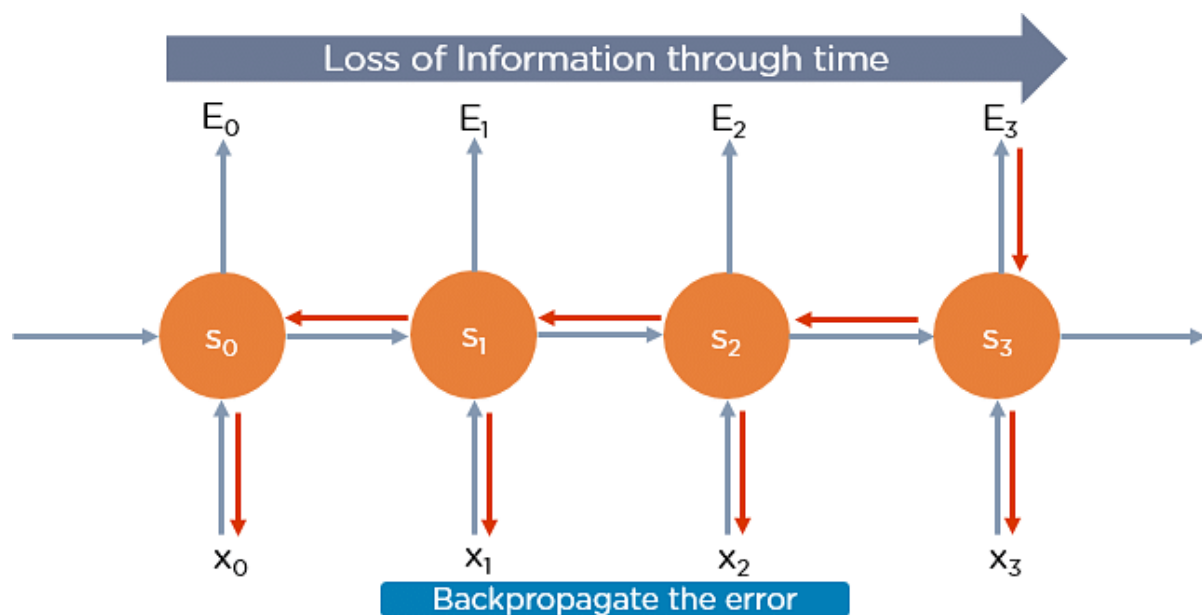 Loss of Information through time
E₀ E₁ E₂ E₃
s₀ s₁ s₂ s₃
x₀ x₁ x₂ x₃
Backpropagate the error